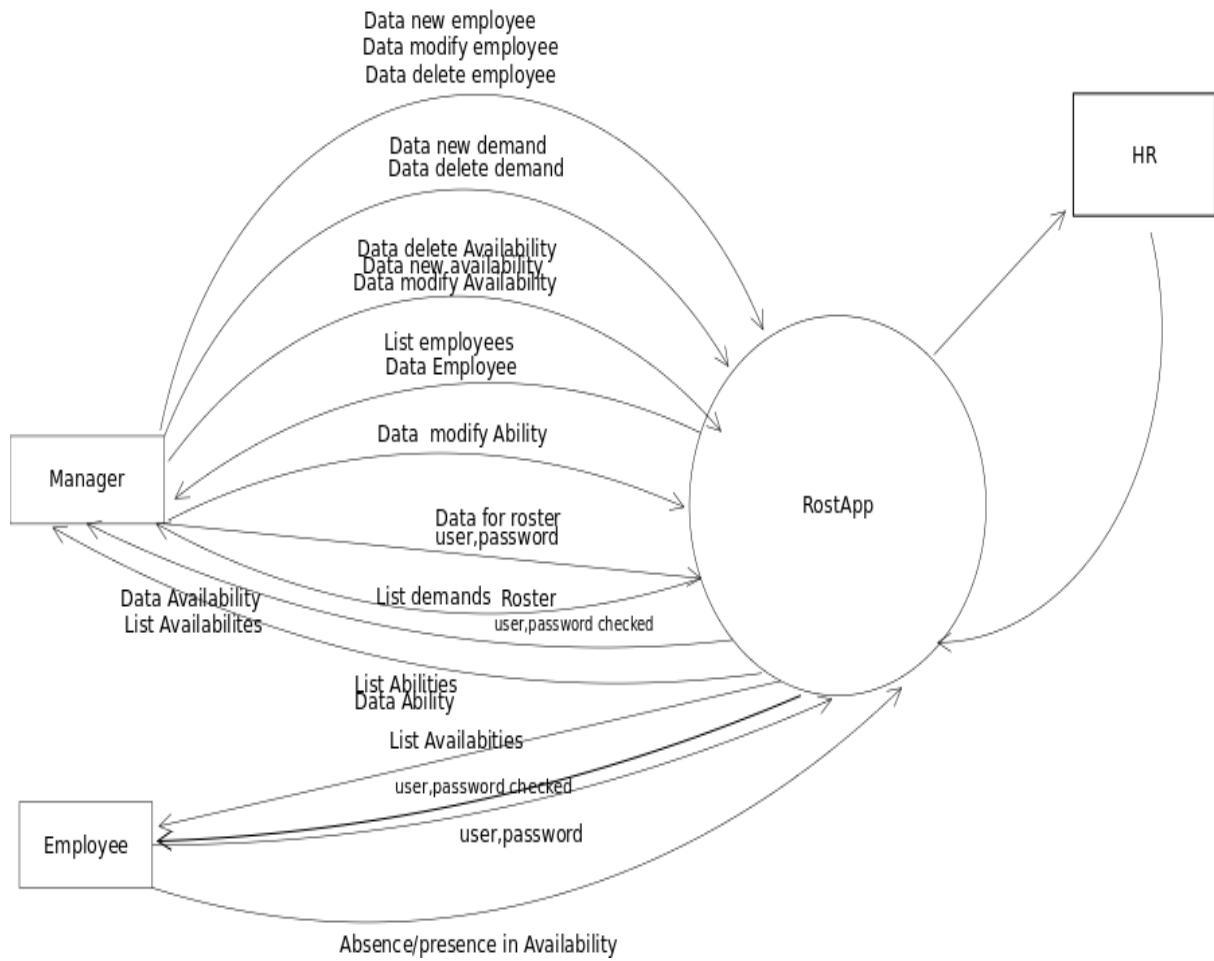 Data new employee
Data modify employee
Data delete employee
Data new demand
Data delete demand
HR
Data delete Availability
Data new availability
Data modify Availability
List employees
Data Employee
Data  modify Ability
Manager
RostApp
Data for roster
user,password
Data Availability
List demands  Roster
List Availabilites
user,password checked
List Abilities
Data Ability
List Availabities
user,password checked
user,password
Employee
Absence/presence in Availability